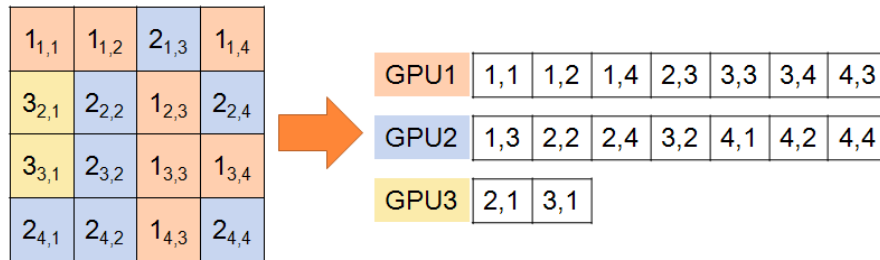 1₁,₁ 1₁,₂ 2₁,₃ 1₁,₄
3₂,₁ 2₂,₂ 1₂,₃ 2₂,₄
3₃,₁ 2₃,₂ 1₃,₃ 1₃,₄
2₄,₁ 2₄,₂ 1₄,₃ 2₄,₄
GPU1 1,1 1,2 1,4 2,3 3,3 3,4 4,3
GPU2 1,3 2,2 2,4 3,2 4,1 4,2 4,4
GPU3 2,1 3,1